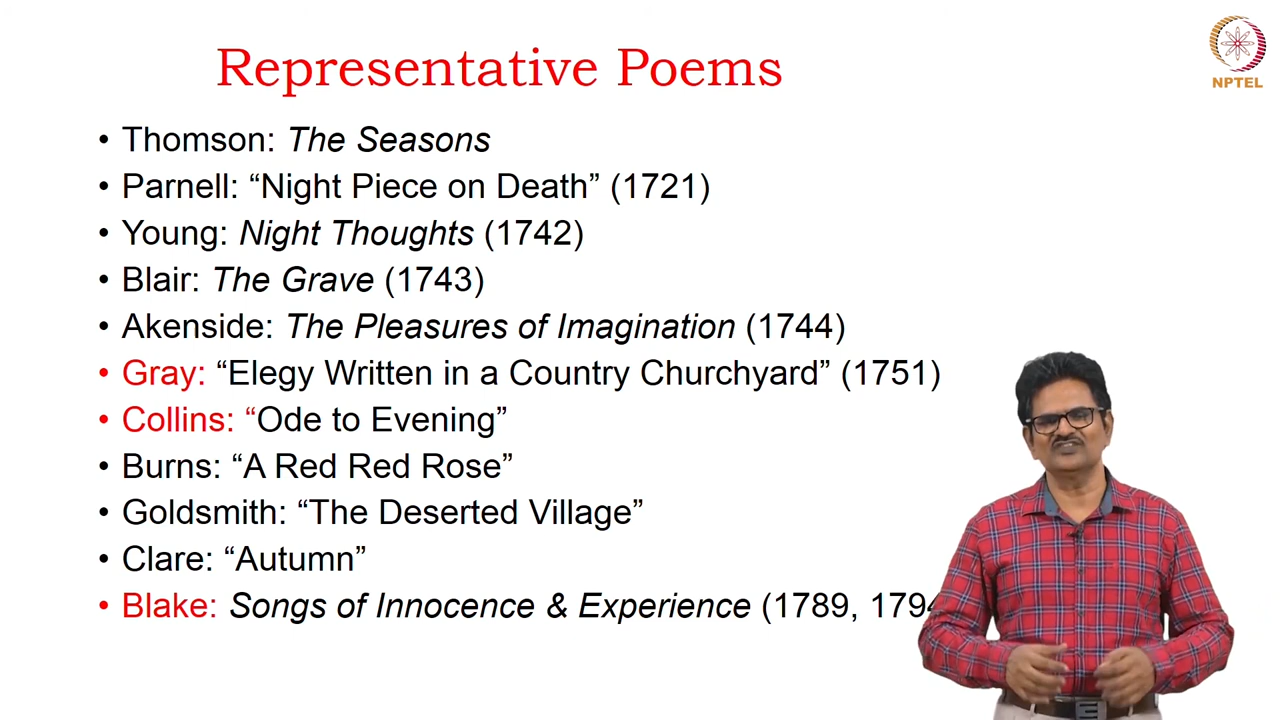 Representative Poems
NPTEL
• Thomson: The Seasons
• Parnell: “Night Piece on Death” (1721)
• Young: Night Thoughts (1742)
• Blair: The Grave (1743)
• Akenside: The Pleasures of Imagination (1744)
• Gray: “Elegy Written in a Country Churchyard” (1751)
• Collins: “Ode to Evening”
• Burns: “A Red Red Rose”
• Goldsmith: “The Deserted Village”
• Clare: “Autumn”
• Blake: Songs of Innocence & Experience (1789, 179